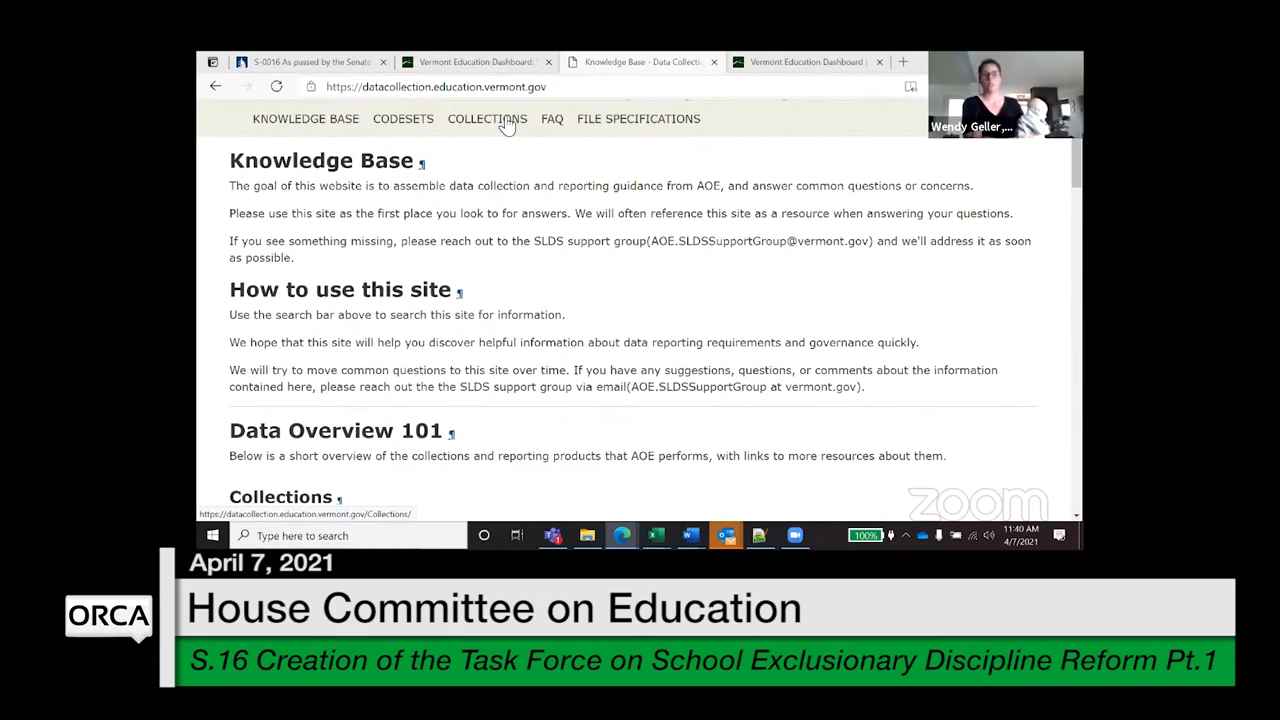 S-0016 As passed by the Senate
Vermont Education Dashboard:
Knowledge Base - Data Collecti
Vermont Education Dashboard
https://datacollection.education.vermont.gov
Wendy Geller,...
KNOWLEDGE BASE CODESETS COLLECTIONS FAQ FILE SPECIFICATIONS
Knowledge Base ¶
The goal of this website is to assemble data collection and reporting guidance from AOE, and answer common questions or concerns.
Please use this site as the first place you look to for answers. We will often reference this site as a resource when answering your questions.
If you see something missing, please reach out to the SLDS support group(AOE.SLDSSupportGroup@vermont.gov) and we'll address it as soon
as possible.
How to use this site ¶
Use the search bar above to search this site for information.
We hope that this site will help you discover helpful information about data reporting requirements and governance quickly.
We will try to move common questions to this site over time. If you have any suggestions, questions, or comments about the information
contained here, please reach out the the SLDS support group via email(AOE.SLDSSupportGroup at vermont.gov).
Data Overview 101 ¶
Below is a short overview of the collections and reporting products that AOE performs, with links to more resources about them.
Collections ¶
zoom
https://datacollection.education.vermont.gov/Collections/
Type here to search
100%
11:40 AM
4/7/2021
April 7, 2021
ORCA
House Committee on Education
S.16 Creation of the Task Force on School Exclusionary Discipline Reform Pt.1